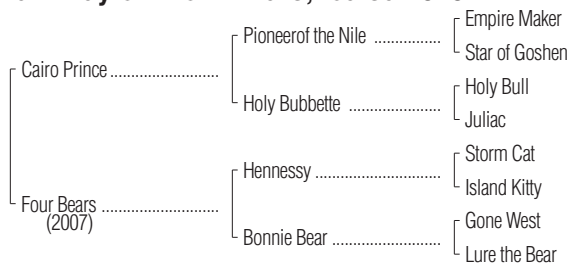 Pioneerof the Nile ................
Empire Maker
Star of Goshen
Cairo Prince ..........................
Holy Bubbette ......................
Holy Bull
Juliac
Hennessy ..............................
Storm Cat
Island Kitty
Four Bears ............................
(2007)
Bonnie Bear ..........................
Gone West
Lure the Bear